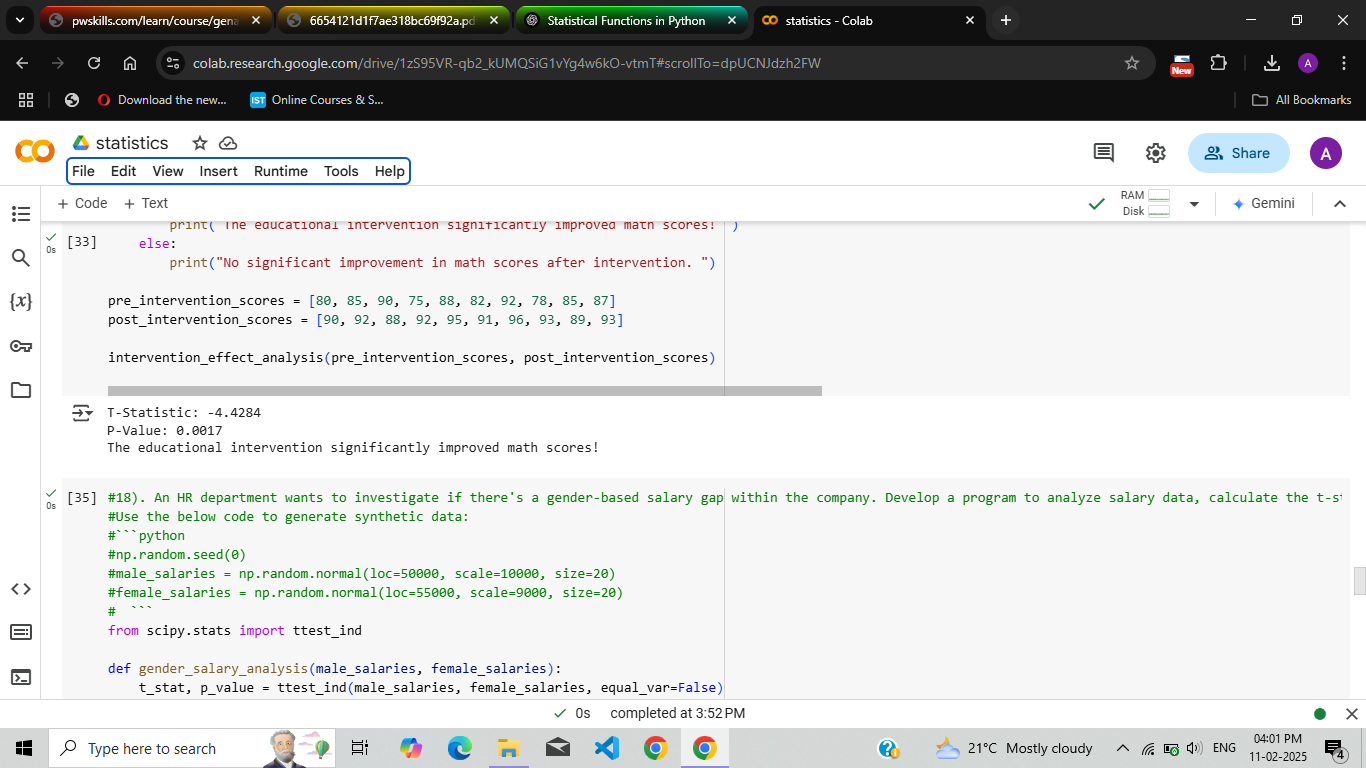 pwskills.com/learn/course/gena
6654121d1f7ae318bc69f92a.pd
Statistical Functions in Python
statistics - Colab
colab.research.google.com/drive/1zS95VR-qb2_kUMQSiG1vYg4w6kO-vtmT#scrollTo=dpUCNJdzh2FW
New
A
Download the new...
IST
Online Courses & S...
All Bookmarks
statistics
File Edit View Insert Runtime Tools Help
Share
A
+ Code + Text
RAM
Disk
Gemini
print("The educational intervention significantly improved math scores! ")
0s
[33]
else:
print("No significant improvement in math scores after intervention. ")
pre_intervention_scores = [80, 85, 90, 75, 88, 82, 92, 78, 85, 87]
post_intervention_scores = [90, 92, 88, 92, 95, 91, 96, 93, 89, 93]
intervention_effect_analysis(pre_intervention_scores, post_intervention_scores)
T-Statistic: -4.4284
P-Value: 0.0017
The educational intervention significantly improved math scores!
0s
[35]
#18). An HR department wants to investigate if there's a gender-based salary gap within the company. Develop a program to analyze salary data, calculate the t-st
#Use the below code to generate synthetic data:
#```python
#np.random.seed(0)
#male_salaries = np.random.normal(loc=50000, scale=10000, size=20)
#female_salaries = np.random.normal(loc=55000, scale=9000, size=20)
# ```
from scipy.stats import ttest_ind
def gender_salary_analysis(male_salaries, female_salaries):
t_stat, p_value = ttest_ind(male_salaries, female_salaries, equal_var=False)
0s completed at 3:52 PM
Type here to search
21°C Mostly cloudy
ENG
04:01 PM
11-02-2025
4